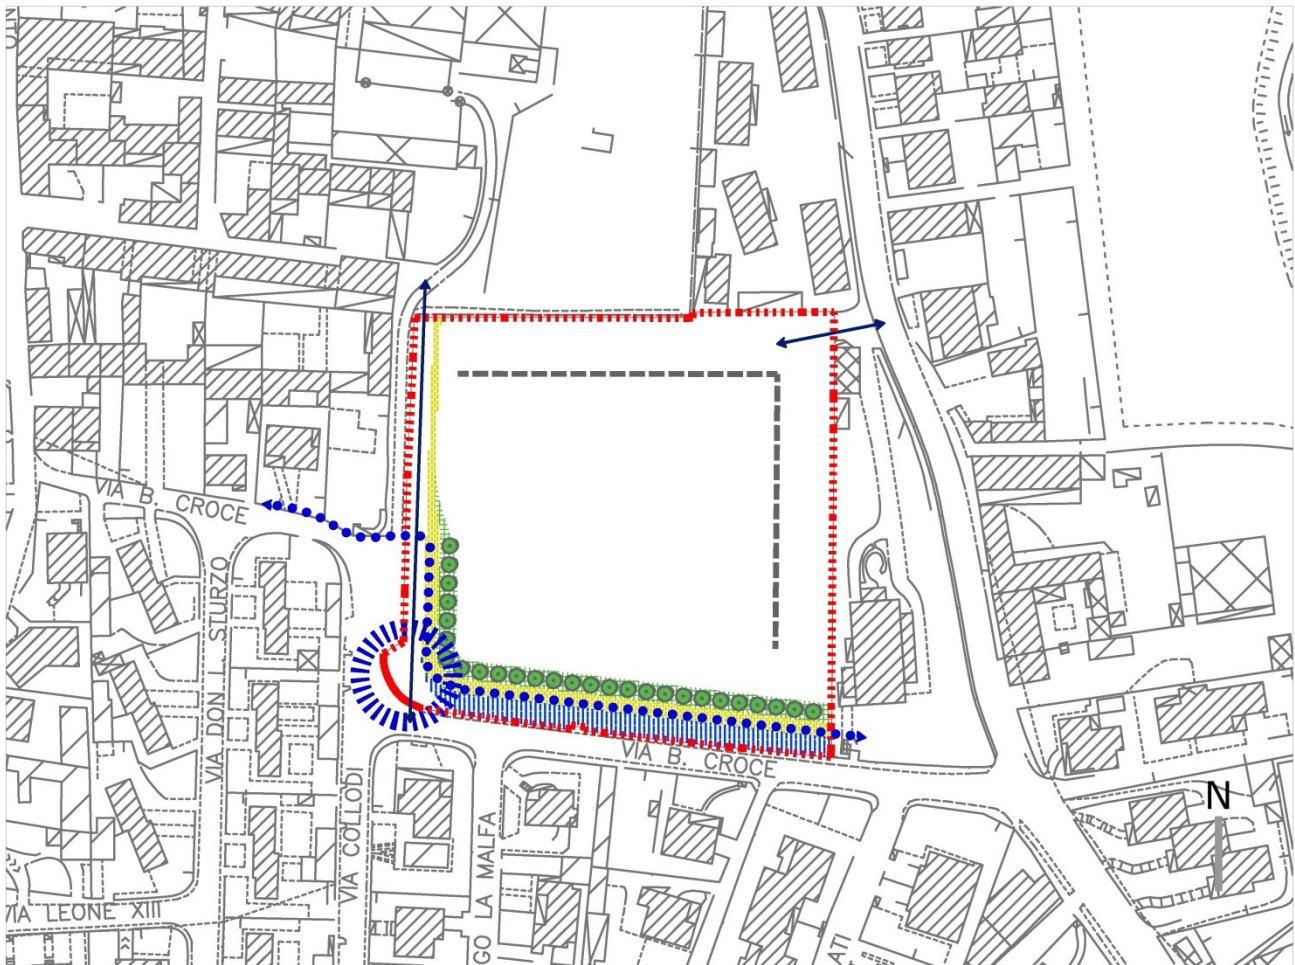 VIA B. CROCE
VIA DON L. STURZO
VIA B. CROCE
VIA COLLODI
GO LA MALFA
N
VIA LEONE XIII
ATI